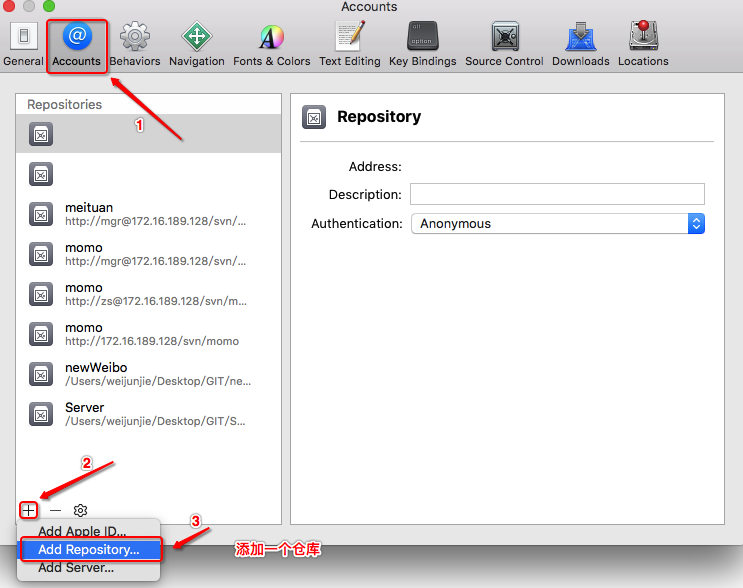 Accounts
General Accounts Behaviors Navigation Fonts & Colors Text Editing Key Bindings Source Control Downloads Locations
alt
option
1
Repositories
meituan
http://mgr@172.16.189.128/svn/...
momo
http://mgr@172.16.189.128/svn/...
momo
http://zs@172.16.189.128/svn/m...
momo
http://172.16.189.128/svn/momo
newWeibo
/Users/weijunjie/Desktop/GIT/ne...
Server
/Users/weijunjie/Desktop/GIT/S...
Repository
Address:
Description:
Authentication: Anonymous
2
Add Apple ID...
Add Repository...
Add Server...
3
添加一个仓库